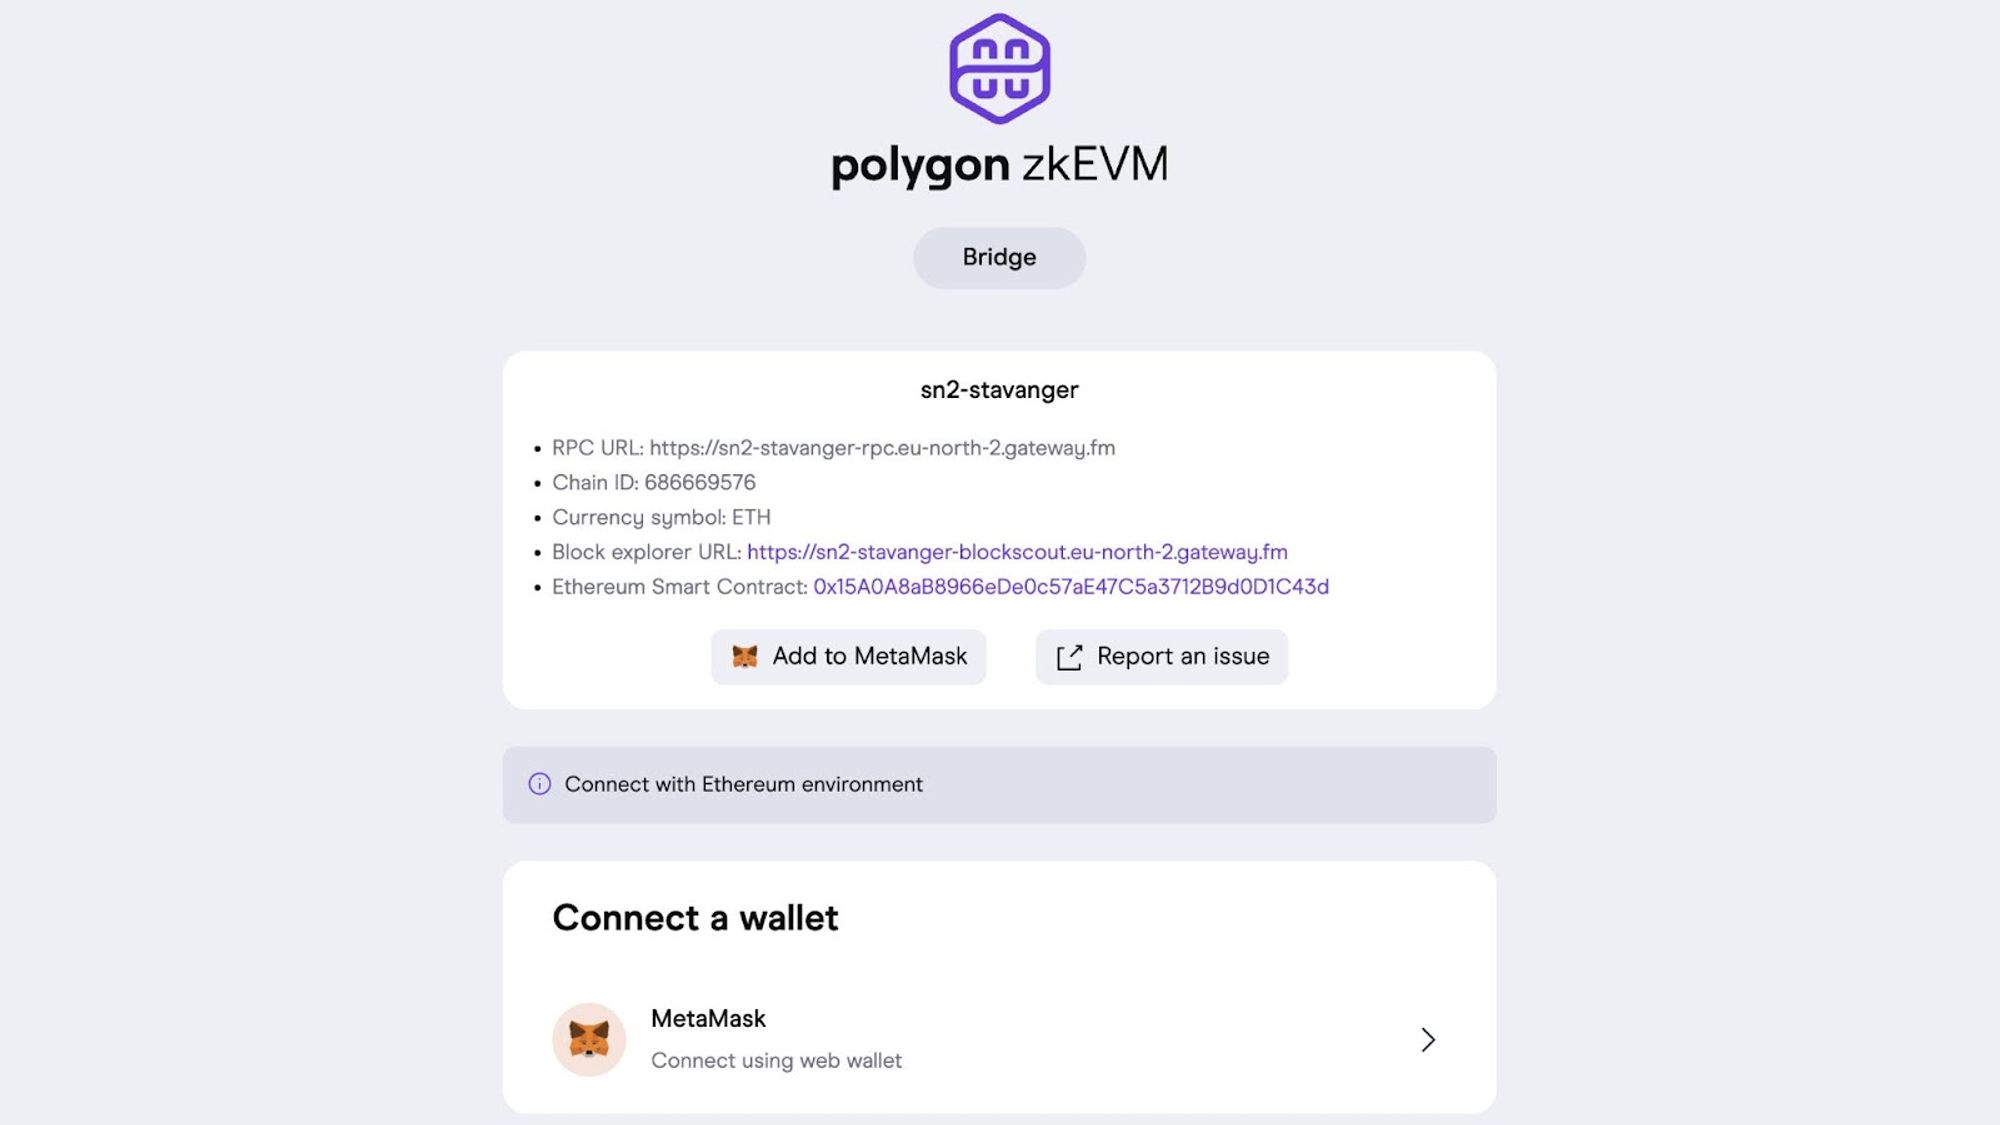 polygon zkEVM
Bridge
sn2-stavanger
• RPC URL: https://sn2-stavanger-rpc.eu-north-2.gateway.fm
• Chain ID: 686669576
• Currency symbol: ETH
• Block explorer URL: https://sn2-stavanger-blockscout.eu-north-2.gateway.fm
• Ethereum Smart Contract: 0x15A0A8aB8966eDe0c57aE47C5a3712B9d0D1C43d
Add to MetaMask
Report an issue
Connect with Ethereum environment
Connect a wallet
MetaMask
Connect using web wallet